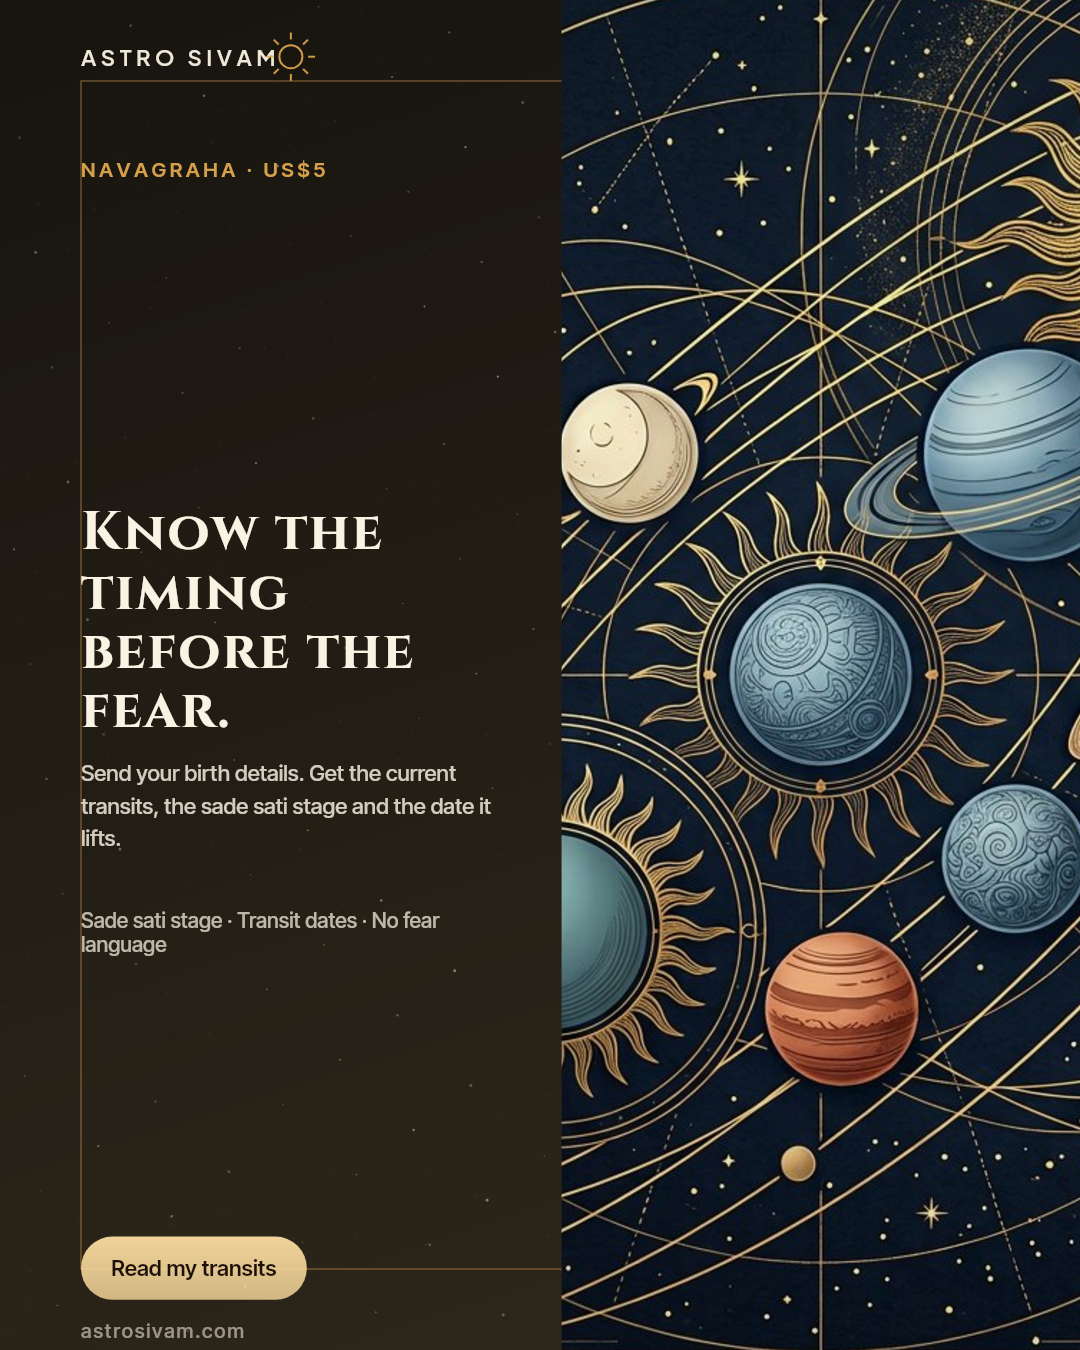 ASTRO SIVAM
NAVAGRAHA · US$5
Know the
timing
before the
fear.
Send your birth details. Get the current
transits, the sade sati stage and the date it
lifts.
Sade sati stage · Transit dates · No fear
language
Read my transits
astrosivam.com